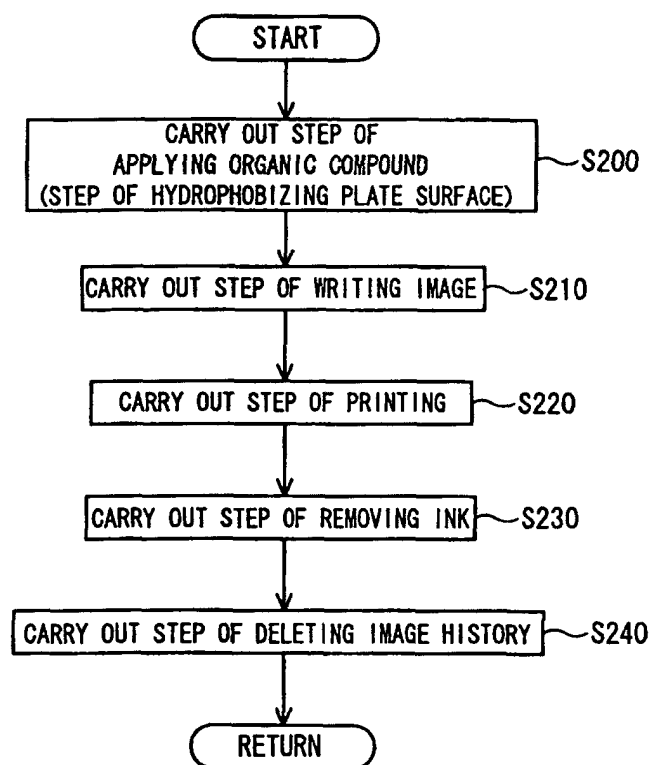 START
CARRY OUT STEP OF
APPLYING ORGANIC COMPOUND
(STEP OF HYDROPHOBIZING PLATE SURFACE)
S200
CARRY OUT STEP OF WRITING IMAGE
S210
CARRY OUT STEP OF PRINTING
S220
CARRY OUT STEP OF REMOVING INK
S230
CARRY OUT STEP OF DELETING IMAGE HISTORY
S240
RETURN